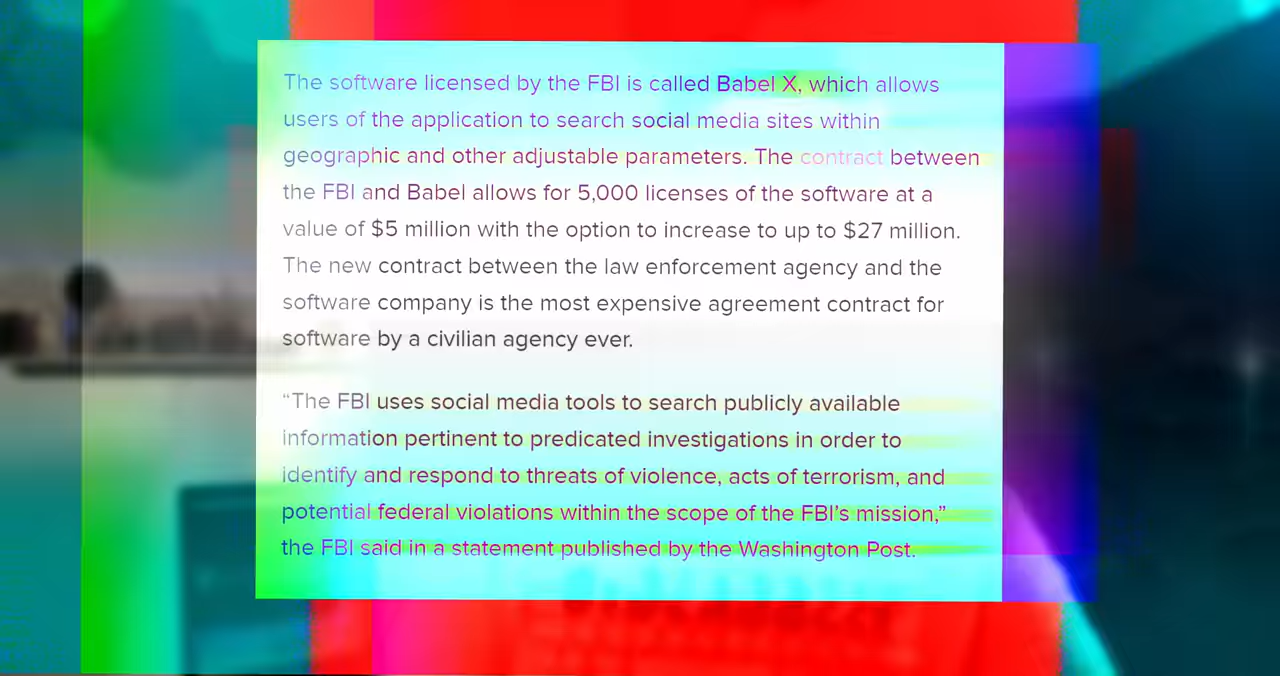 The software licensed by the FBI is called Babel X, which allows
users of the application to search social media sites within
geographic and other adjustable parameters. The contract between
the FBI and Babel allows for 5,000 licenses of the software at a
value of $5 million with the option to increase to up to $27 million.
The new contract between the law enforcement agency and the
software company is the most expensive agreement contract for
software by a civilian agency ever.
“The FBI uses social media tools to search publicly available
information pertinent to predicated investigations in order to
identify and respond to threats of violence, acts of terrorism, and
potential federal violations within the scope of the FBI’s mission,”
the FBI said in a statement published by the Washington Post.